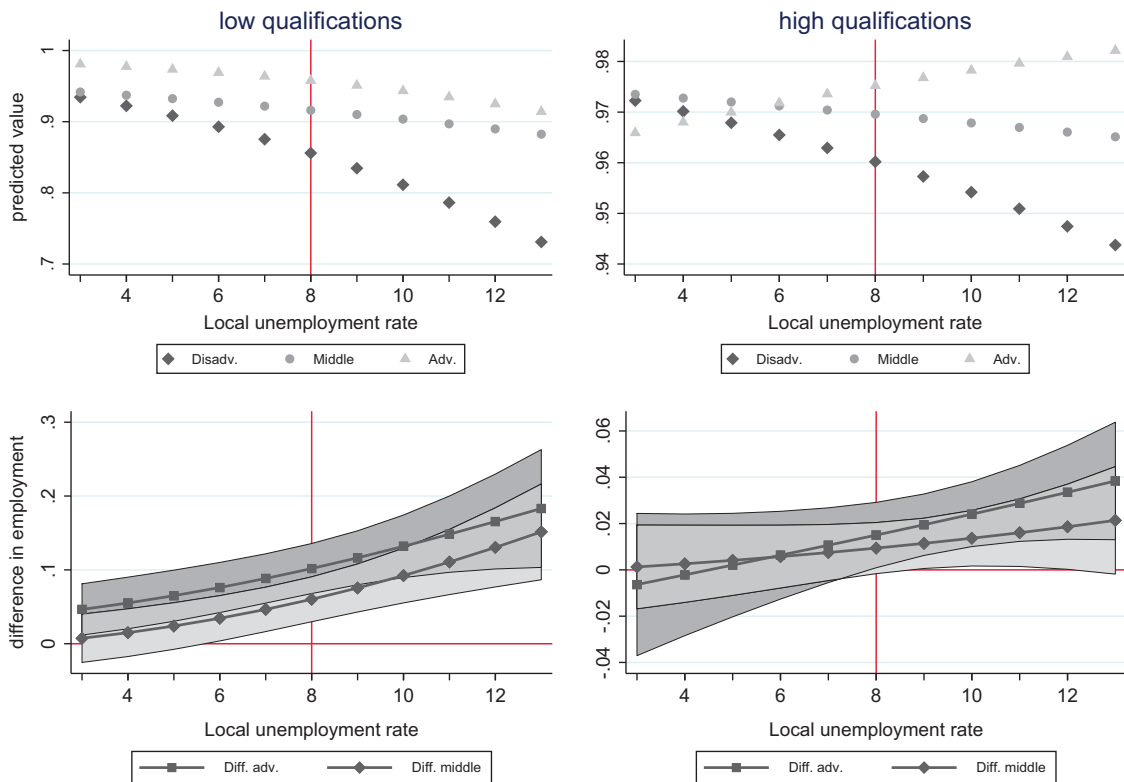 low qualifications
high qualifications
predicted value
1
.9
.8
.7
4 6 8 10 12
Local unemployment rate
Disadv. Middle Adv.
.98
.97
.96
.95
.94
4 6 8 10 12
Local unemployment rate
Disadv. Middle Adv.
difference in employment
.3
.2
.1
0
4 6 8 10 12
Local unemployment rate
Diff. adv. Diff. middle
.06
.04
.02
0
-.02
-.04
4 6 8 10 12
Local unemployment rate
Diff. adv. Diff. middle